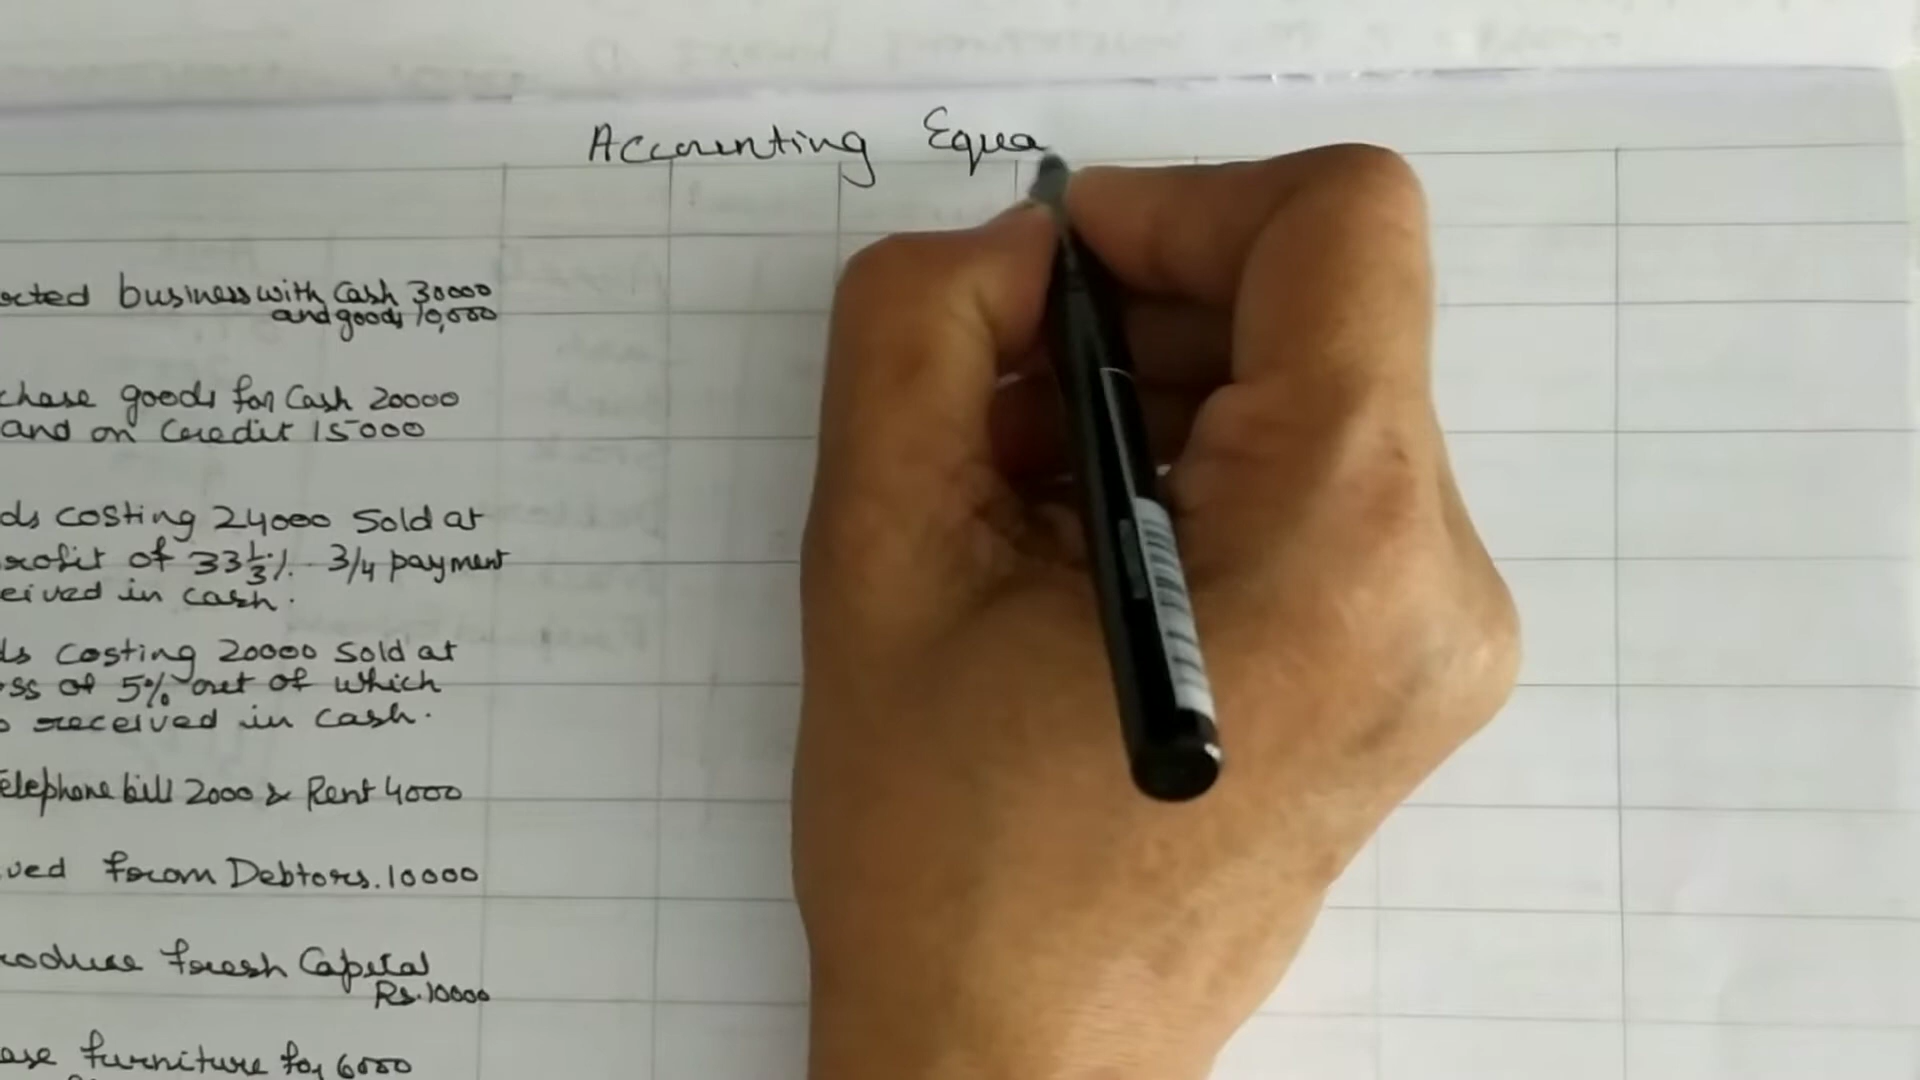 Accounting Equa
cted business with Cash 30000
and goods 10,000
chase goods for Cash 20000
and on Credit 15000
ds costing 24000 Sold at
rofit of 33 1/3 %. 3/4 payment
eived in cash.
ds costing 20000 sold at
ss of 5% out of which
received in cash.
elephone bill 2000 & Rent 4000
ved from Debtors. 10000
roduce fresh Capital
Rs. 10000
ase furniture for 6000